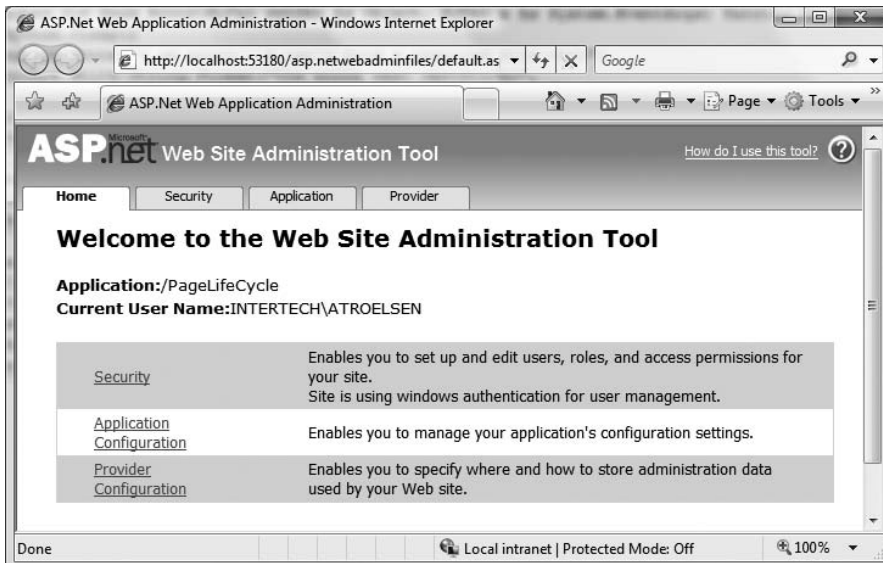 ASP.Net Web Application Administration - Windows Internet Explorer
http://localhost:53180/asp.netwebadminfiles/default.as
Google
ASP.Net Web Application Administration
Page
Tools
»
Microsoft
ASP.net Web Site Administration Tool
How do I use this tool? ?
Home Security Application Provider
Welcome to the Web Site Administration Tool
Application:/PageLifeCycle
Current User Name:INTERTECH\ATROELSEN
Security
Enables you to set up and edit users, roles, and access permissions for
your site.
Site is using windows authentication for user management.
Application
Configuration
Enables you to manage your application's configuration settings.
Provider
Configuration
Enables you to specify where and how to store administration data
used by your Web site.
Done
Local intranet | Protected Mode: Off
100%